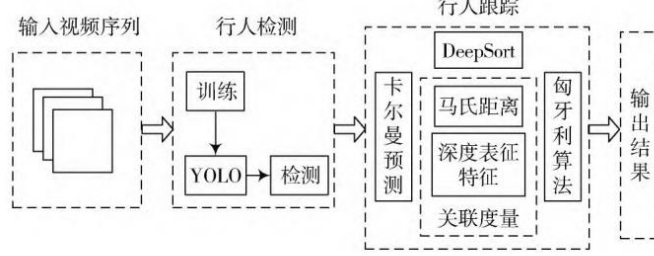 输入视频序列
行人检测
训练
YOLO
检测
行人跟踪
DeepSort
卡尔曼预测
马氏距离
深度表征
特征
关联度量
匈牙利算法
输出结果